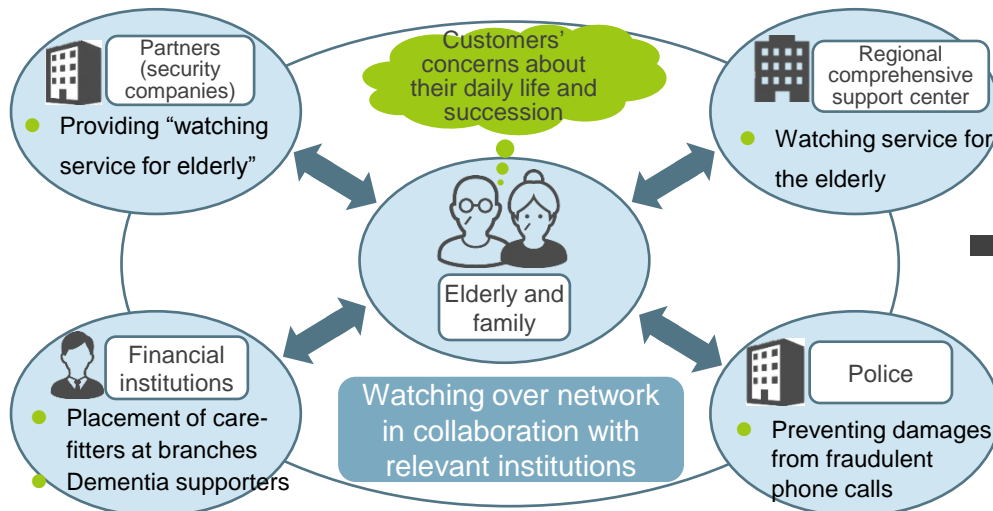 Partners
(security
companies)
Providing “watching
service for elderly”
Customers’
concerns about
their daily life and
succession
Regional
comprehensive
support center
Watching service for
the elderly
Elderly and
family
Financial
institutions
Placement of care-
fitters at branches
Dementia supporters
Watching over network
in collaboration with
relevant institutions
Police
Preventing damages
from fraudulent
phone calls